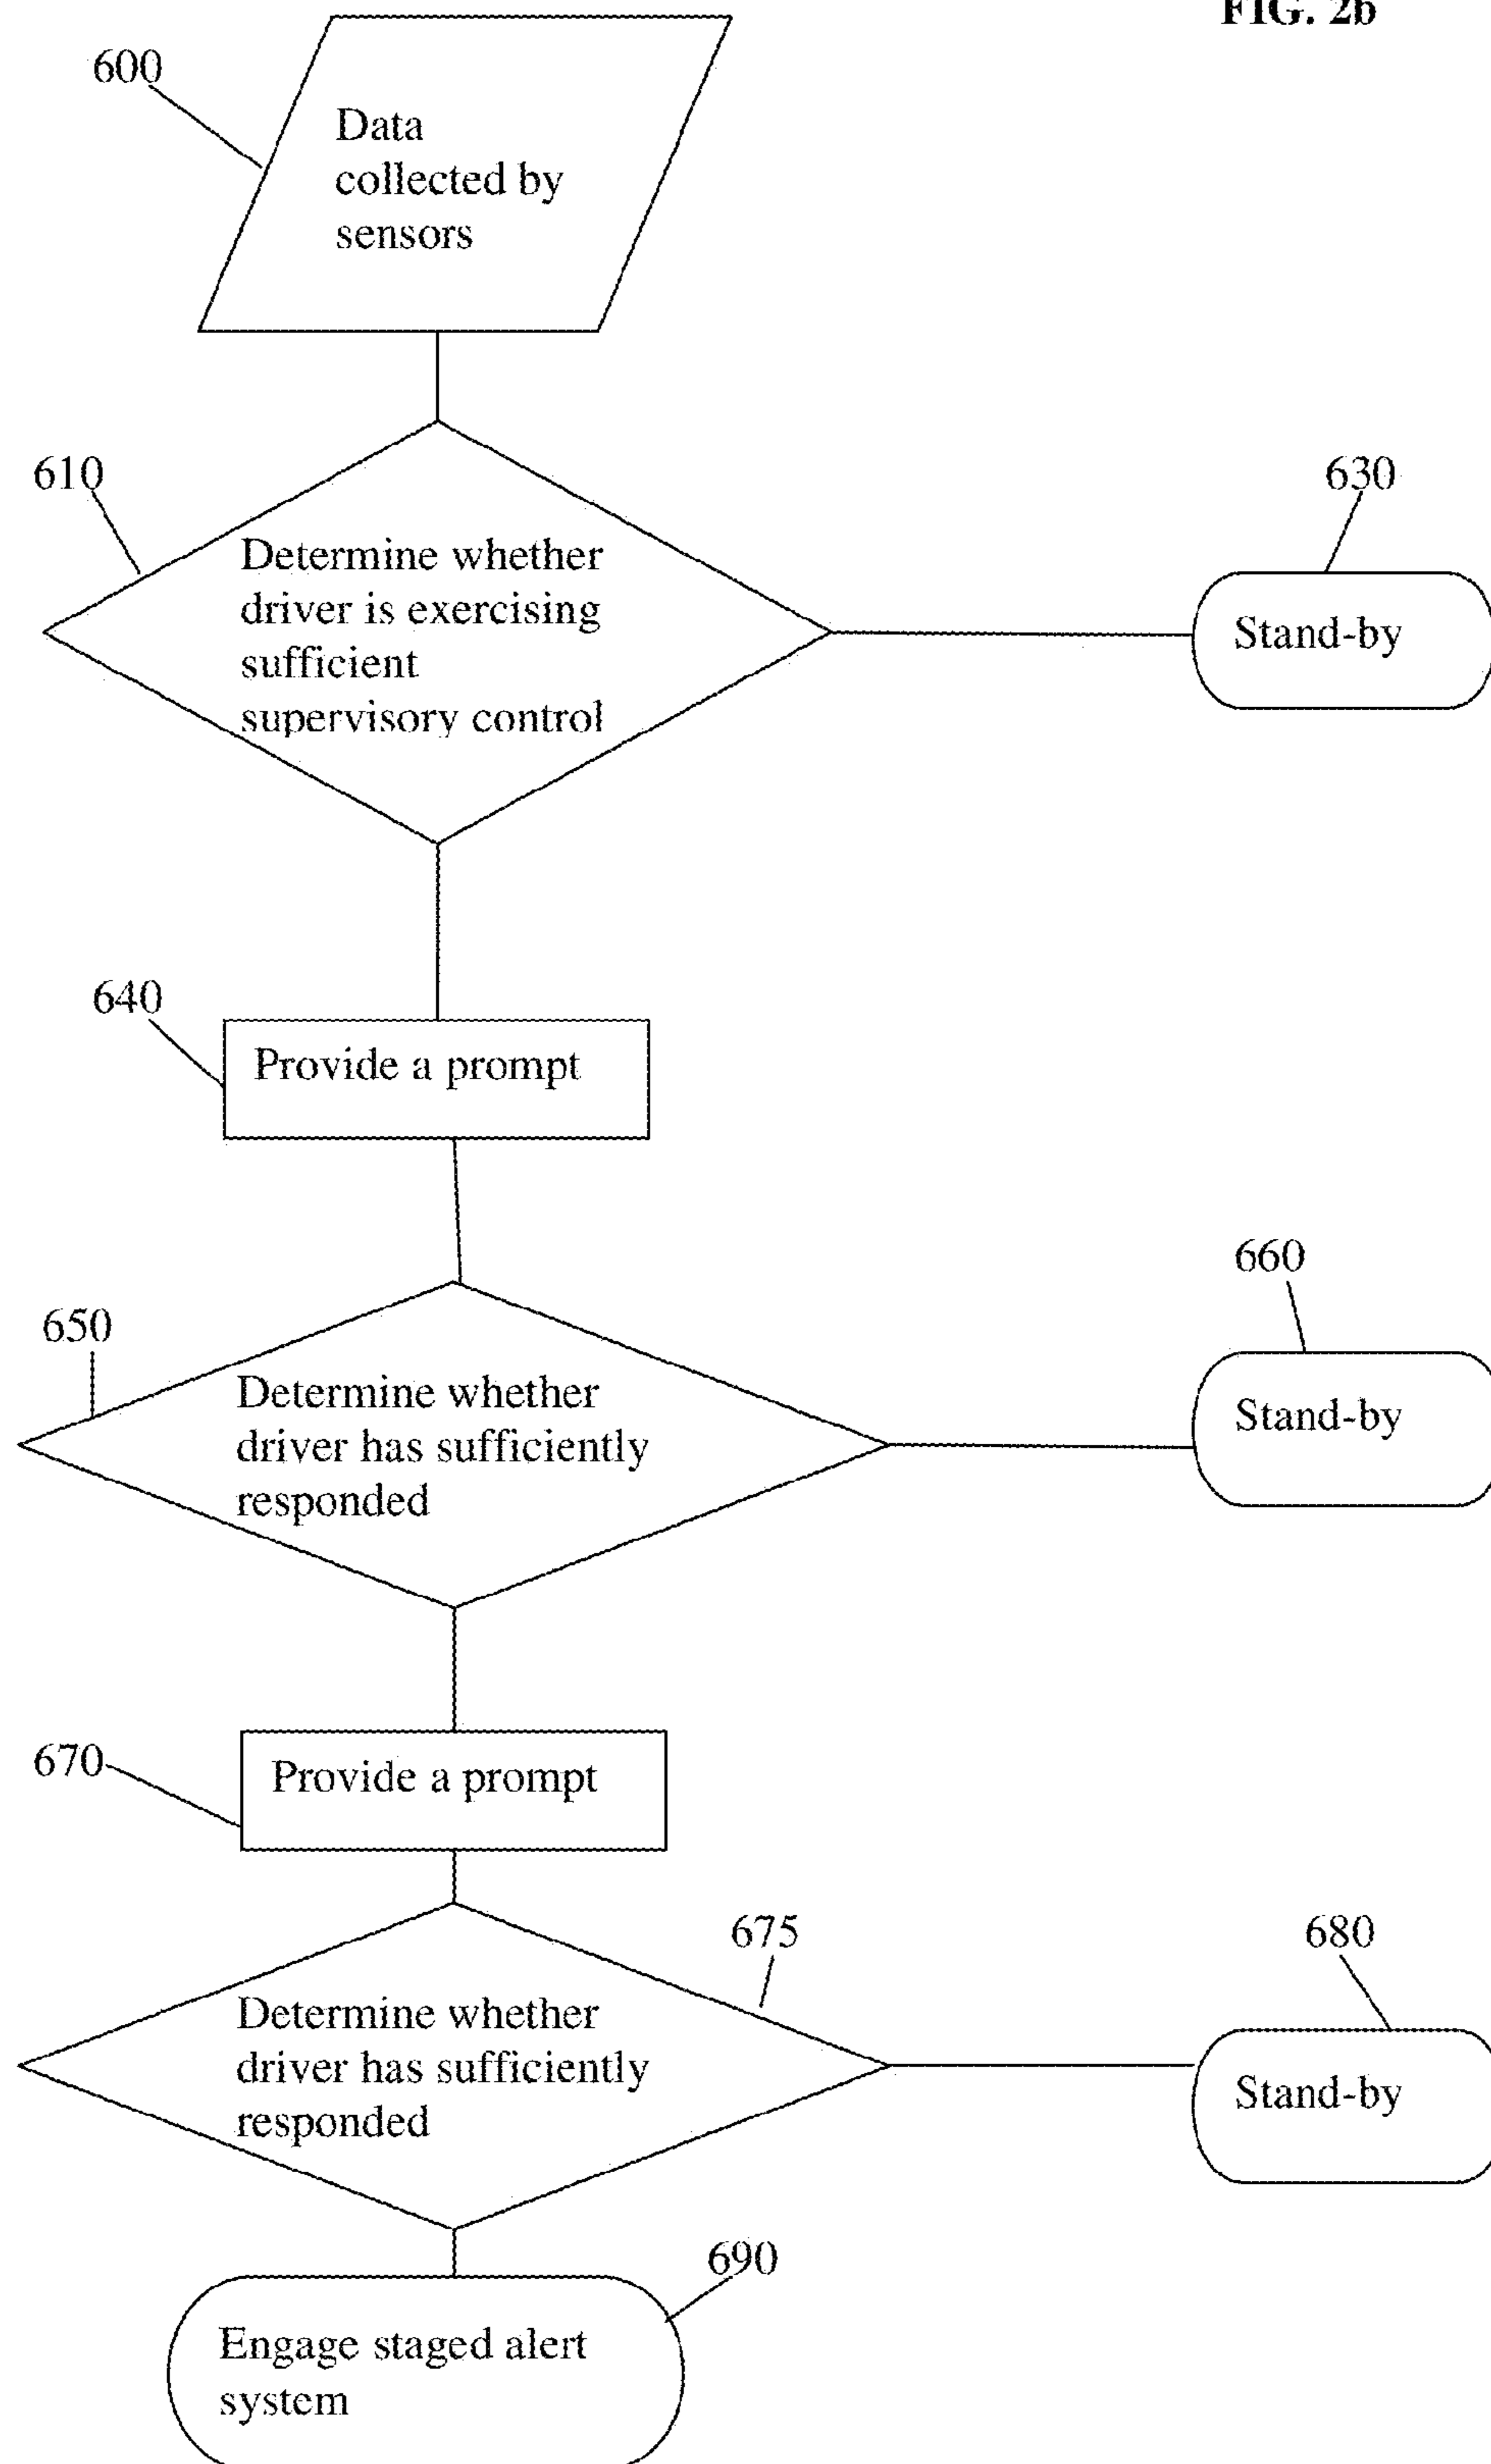 FIG. 2b
600
Data
collected by
sensors
610
Determine whether
driver is exercising
sufficient
supervisory control
630
Stand-by
640
Provide a prompt
650
Determine whether
driver has sufficiently
responded
660
Stand-by
670
Provide a prompt
675
Determine whether
driver has sufficiently
responded
680
Stand-by
690
Engage staged alert
system